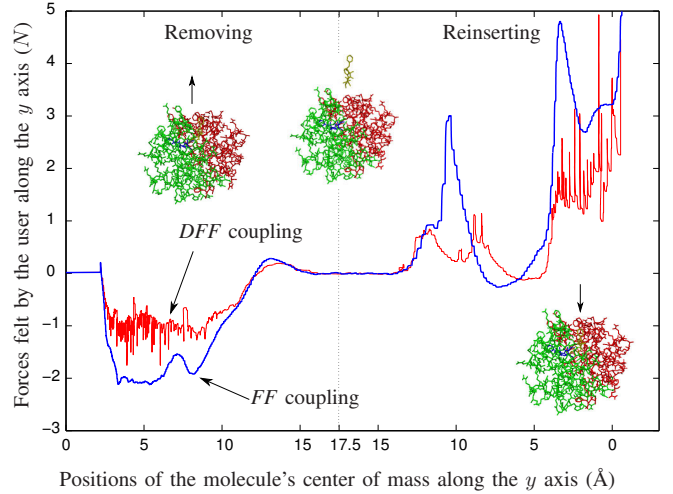 Removing
Reinserting
DFF coupling
FF coupling
Forces felt by the user along the y axis (N)
5
4
3
2
1
0
−1
−2
−3
0 5 10 15 17.5 15 10 5 0
Positions of the molecule's center of mass along the y axis (Å)